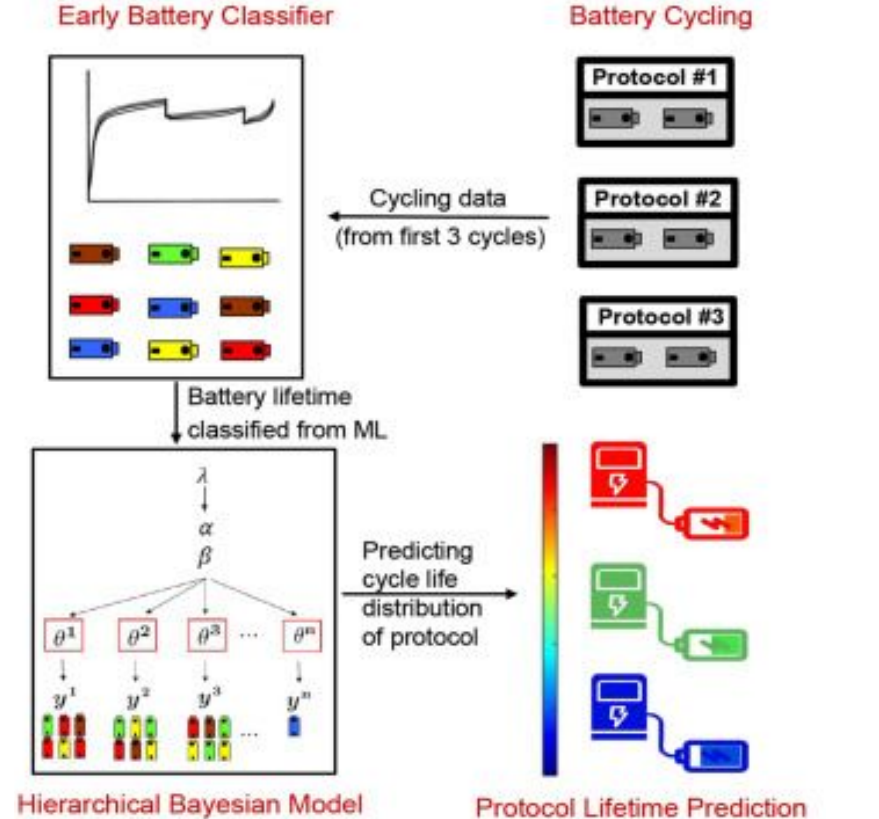 Early Battery Classifier
Battery Cycling
Protocol #1
Protocol #2
Protocol #3
Cycling data
(from first 3 cycles)
Battery lifetime
classified from ML
λ
α
β
θ¹ θ² θ³ ... θⁿ
y¹ y² y³ yⁿ
...
Predicting
cycle life
distribution
of protocol
Hierarchical Bayesian Model
Protocol Lifetime Prediction